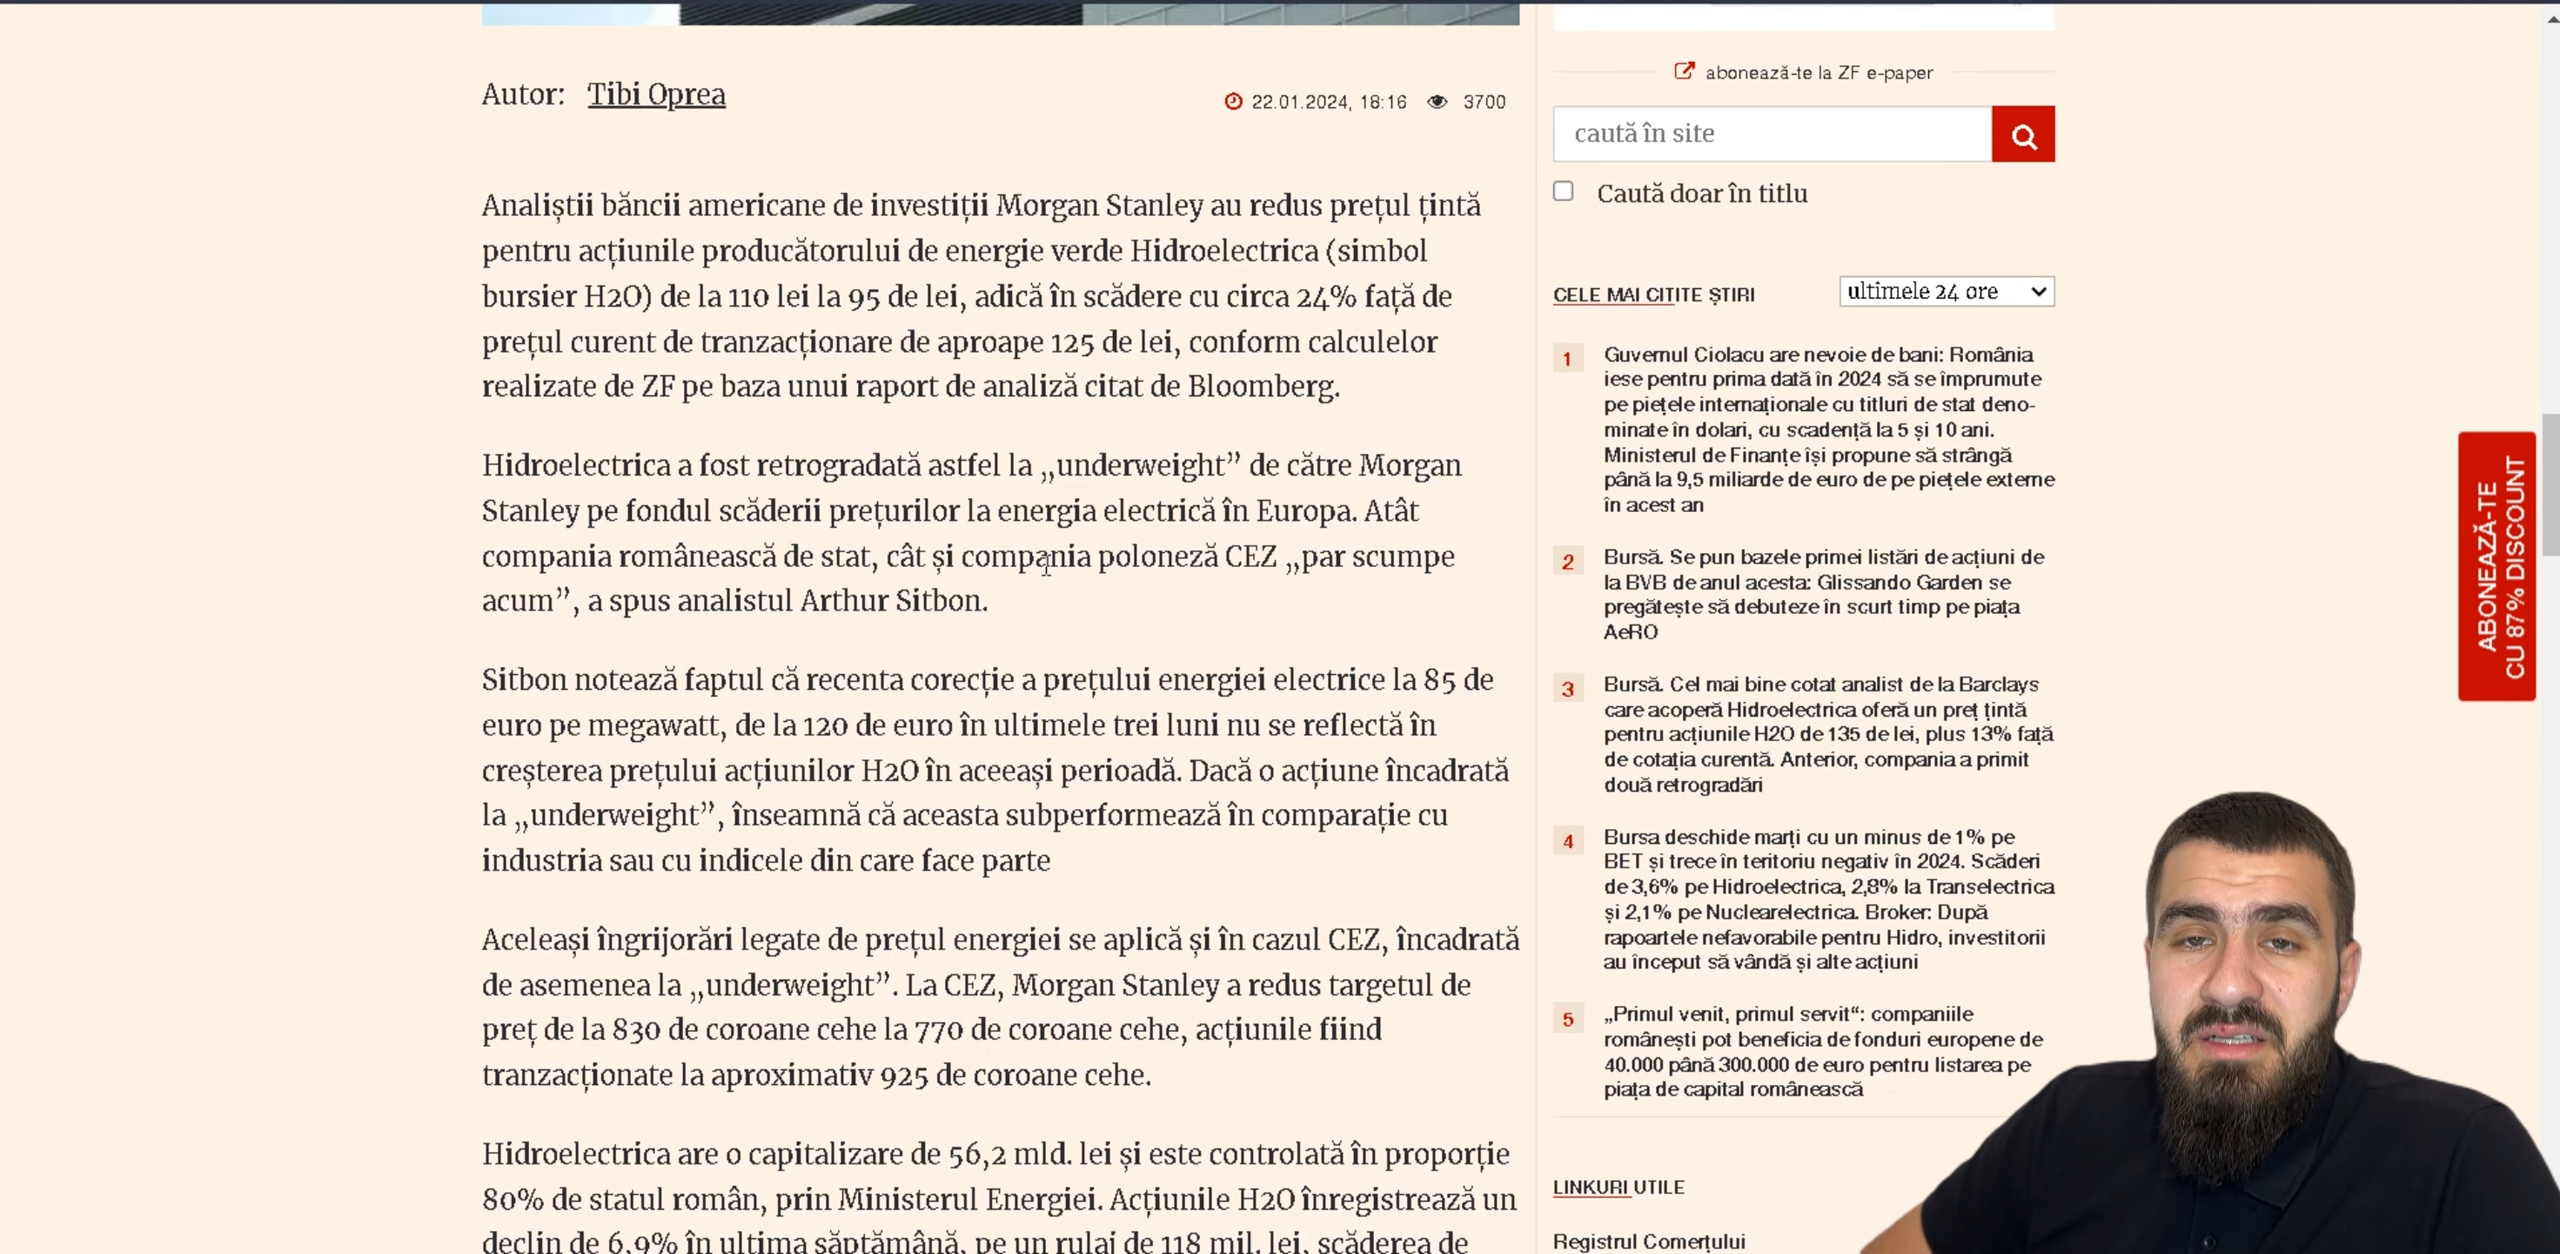 Autor: Tibi Oprea
22.01.2024, 18:16 3700
Analiștii băncii americane de investiții Morgan Stanley au redus prețul țintă
pentru acțiunile producătorului de energie verde Hidroelectrica (simbol
bursier H2O) de la 110 lei la 95 de lei, adică în scădere cu circa 24% față de
prețul curent de tranzacționare de aproape 125 de lei, conform calculelor
realizate de ZF pe baza unui raport de analiză citat de Bloomberg.
Hidroelectrica a fost retrogradată astfel la „underweight” de către Morgan
Stanley pe fondul scăderii prețurilor la energia electrică în Europa. Atât
compania românească de stat, cât și compania poloneză CEZ „par scumpe
acum”, a spus analistul Arthur Sitbon.
Sitbon notează faptul că recenta corecție a prețului energiei electrice la 85 de
euro pe megawatt, de la 120 de euro în ultimele trei luni nu se reflectă în
creșterea prețului acțiunilor H2O în aceeași perioadă. Dacă o acțiune încadrată
la „underweight”, înseamnă că aceasta subperformează în comparație cu
industria sau cu indicele din care face parte
Aceleași îngrijorări legate de prețul energiei se aplică și în cazul CEZ, încadrată
de asemenea la „underweight”. La CEZ, Morgan Stanley a redus targetul de
preț de la 830 de coroane cehe la 770 de coroane cehe, acțiunile fiind
tranzacționate la aproximativ 925 de coroane cehe.
Hidroelectrica are o capitalizare de 56,2 mld. lei și este controlată în proporție
80% de statul român, prin Ministerul Energiei. Acțiunile H2O înregistrează un
declin de 6,9% în ultima săptămână, pe un rulaj de 118 mil. lei, scăderea de
abonează-te la ZF e-paper
caută în site
Caută doar în titlu
CELE MAI CITITE ȘTIRI
ultimele 24 ore
1
Guvernul Ciolacu are nevoie de bani: România
iese pentru prima dată în 2024 să se împrumute
pe piețele internaționale cu titluri de stat deno-
minate în dolari, cu scadență la 5 și 10 ani.
Ministerul de Finanțe își propune să strângă
până la 9,5 miliarde de euro de pe piețele externe
în acest an
2
Bursă. Se pun bazele primei listări de acțiuni de
la BVB de anul acesta: Glissando Garden se
pregătește să debuteze în scurt timp pe piața
AeRO
3
Bursă. Cel mai bine cotat analist de la Barclays
care acoperă Hidroelectrica oferă un preț țintă
pentru acțiunile H2O de 135 de lei, plus 13% față
de cotația curentă. Anterior, compania a primit
două retrogradări
4
Bursa deschide marți cu un minus de 1% pe
BET și trece în teritoriu negativ în 2024. Scăderi
de 3,6% pe Hidroelectrica, 2,8% la Transelectrica
și 2,1% pe Nuclearelectrica. Broker: După
rapoartele nefavorabile pentru Hidro, investitorii
au început să vândă și alte acțiuni
5
„Primul venit, primul servit“: companiile
românești pot beneficia de fonduri europene de
40.000 până 300.000 de euro pentru listarea pe
piața de capital românească
LINKURI UTILE
Registrul Comerțului
ABONEAZĂ-TE
CU 87% DISCOUNT